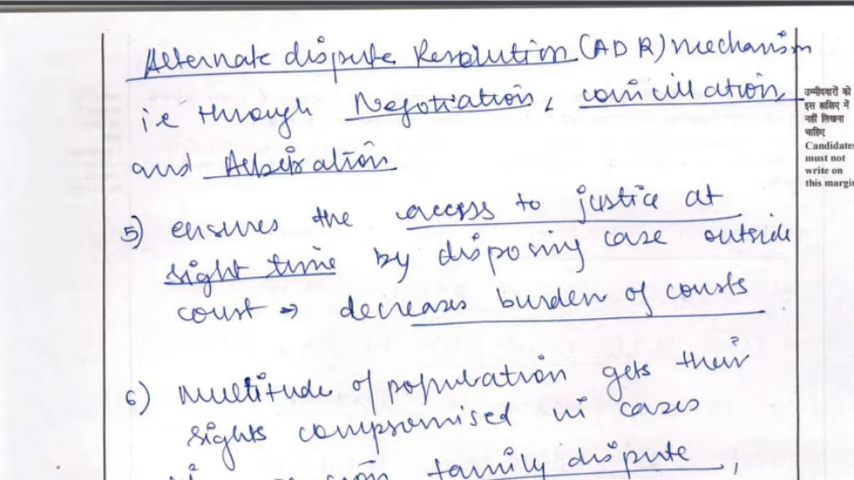 Alternate dispute Resolution (ADR) mechanism
i.e through Negotiation, concillation
and Arbitration
5) ensures the access to justice at
right time by disposing case outside
court → decreases burden of courts
6) Multitude of population gets their
rights compromised in cases
family dispute,
उम्मीदवारों को
इस हाशिए में
नहीं लिखना
चाहिए
Candidates
must not
write on
this margin